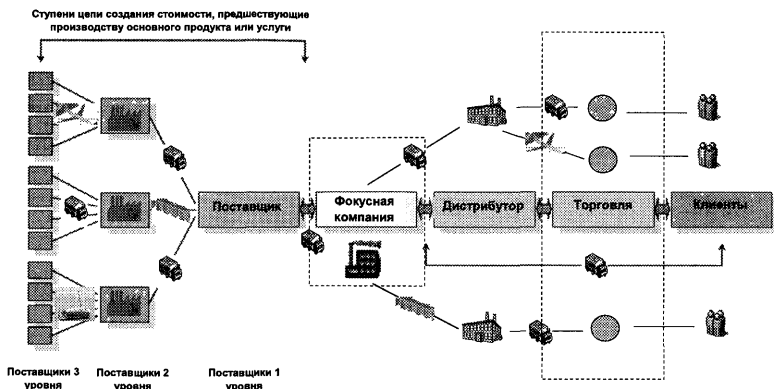 Ступени цепи создания стоимости, предшествующие
производству основного продукта или услуги
Поставщик
Фокусная
компания
Дистрибутор
Торговля
Клиенты
Поставщики 3
уровня
Поставщики 2
уровня
Поставщики 1
уровня